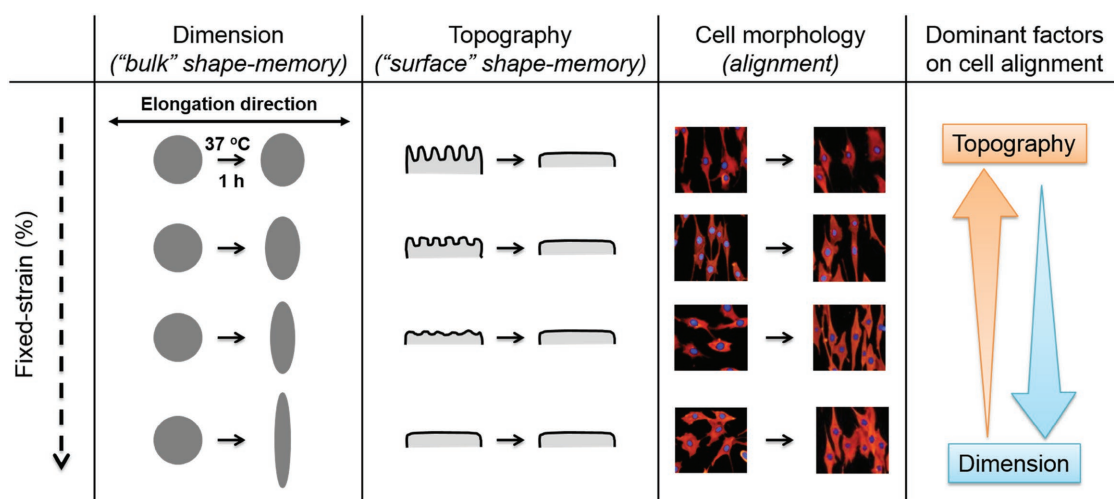 Dimension
("bulk" shape-memory)
Topography
("surface" shape-memory)
Cell morphology
(alignment)
Dominant factors
on cell alignment
Elongation direction
37 ºC
1 h
Fixed-strain (%)
Topography
Dimension